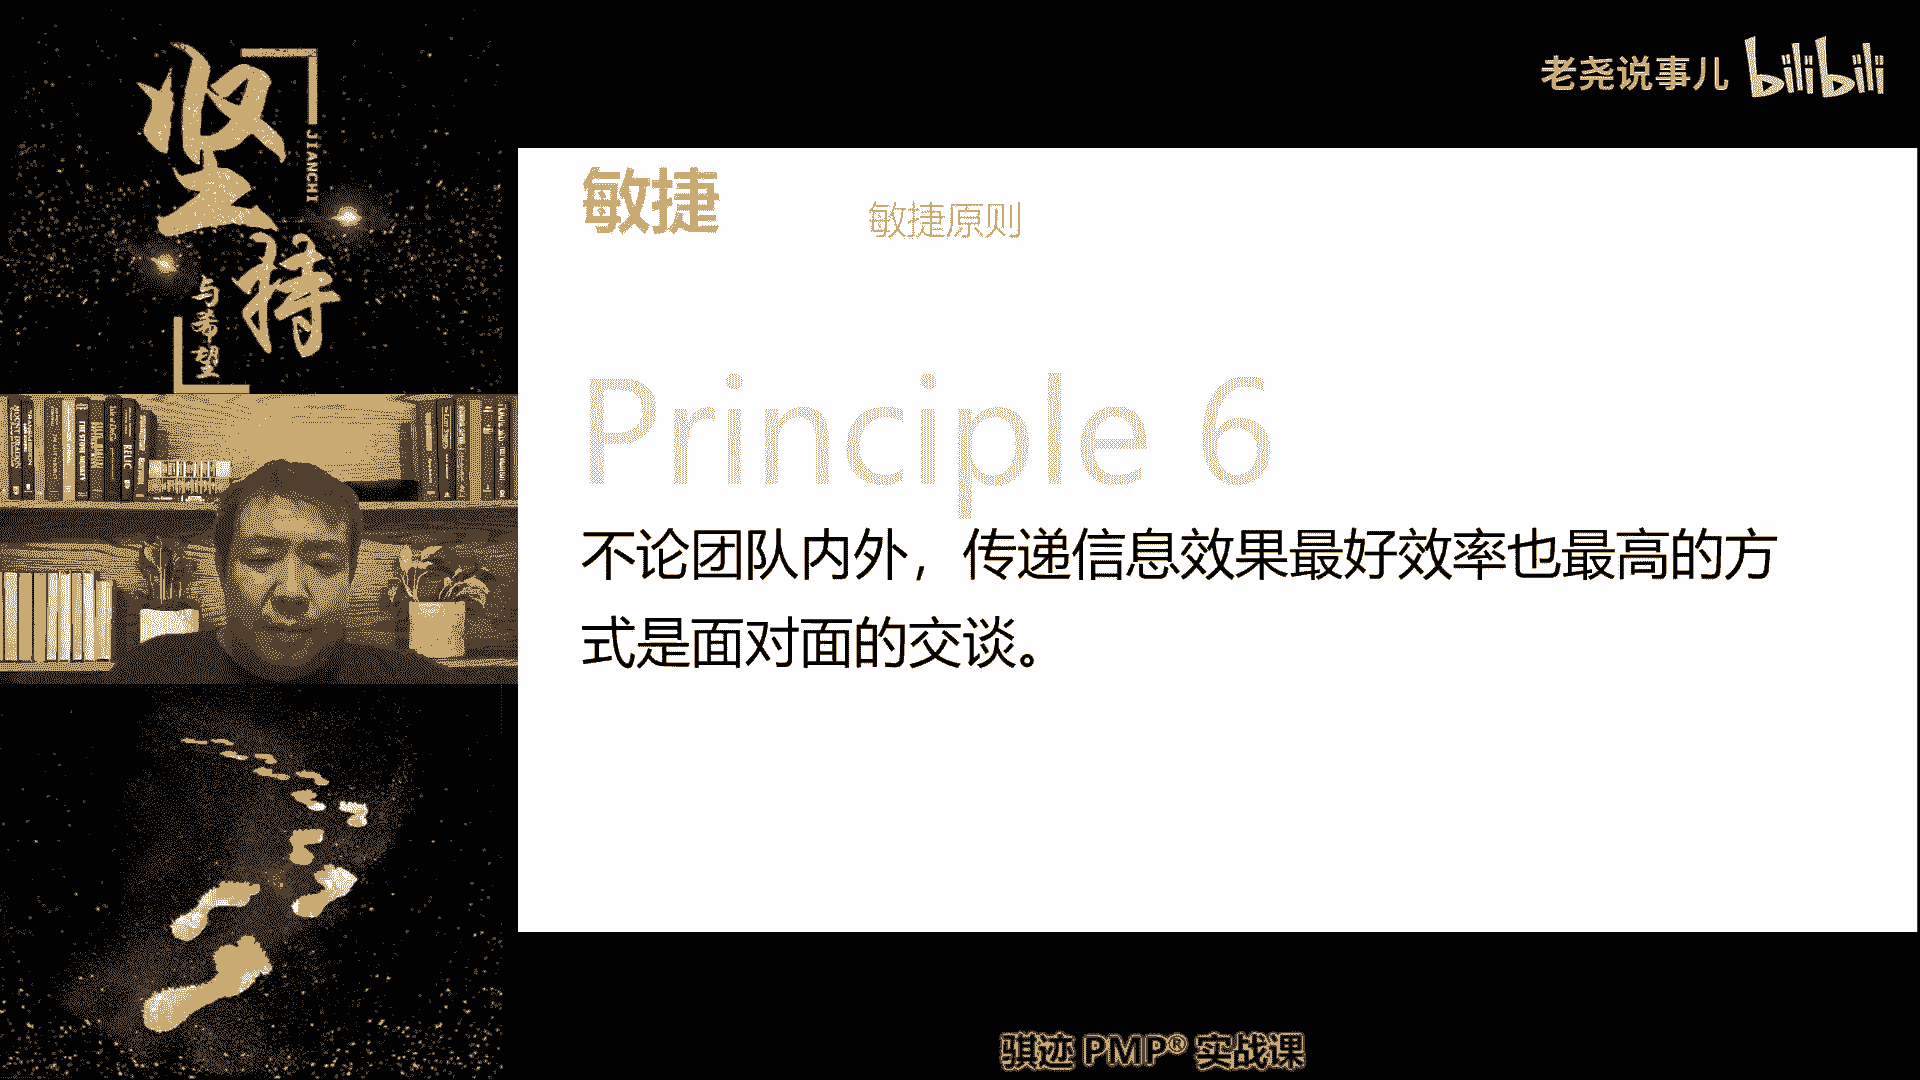 坚持
JIANCHI
与希望
老尧说事儿 bilibili
敏捷
敏捷原则
Principle 6
不论团队内外，传递信息效果最好效率也最高的方
式是面对面的交谈。
骐迹 PMP® 实战课